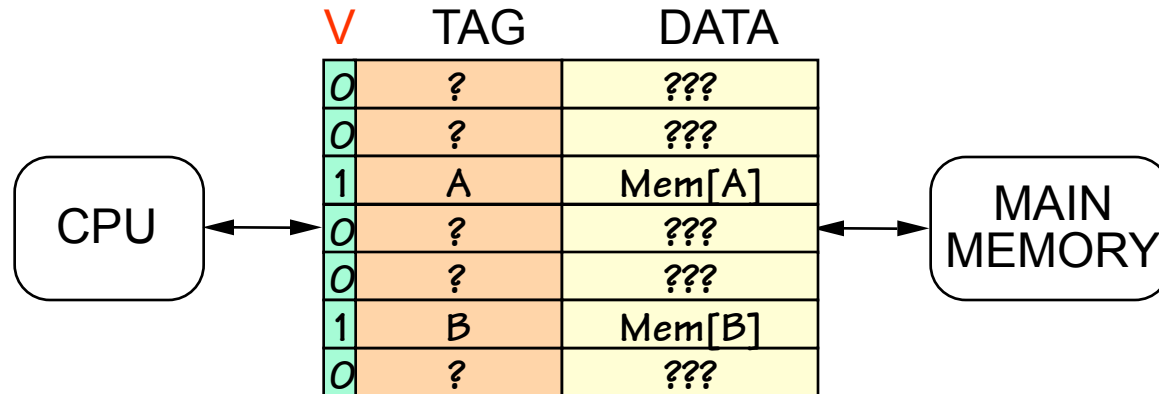 V TAG DATA
0 ? ???
0 ? ???
1 A Mem[A]
CPU
0 ? ???
MAIN
MEMORY
0 ? ???
1 B Mem[B]
0 ? ???